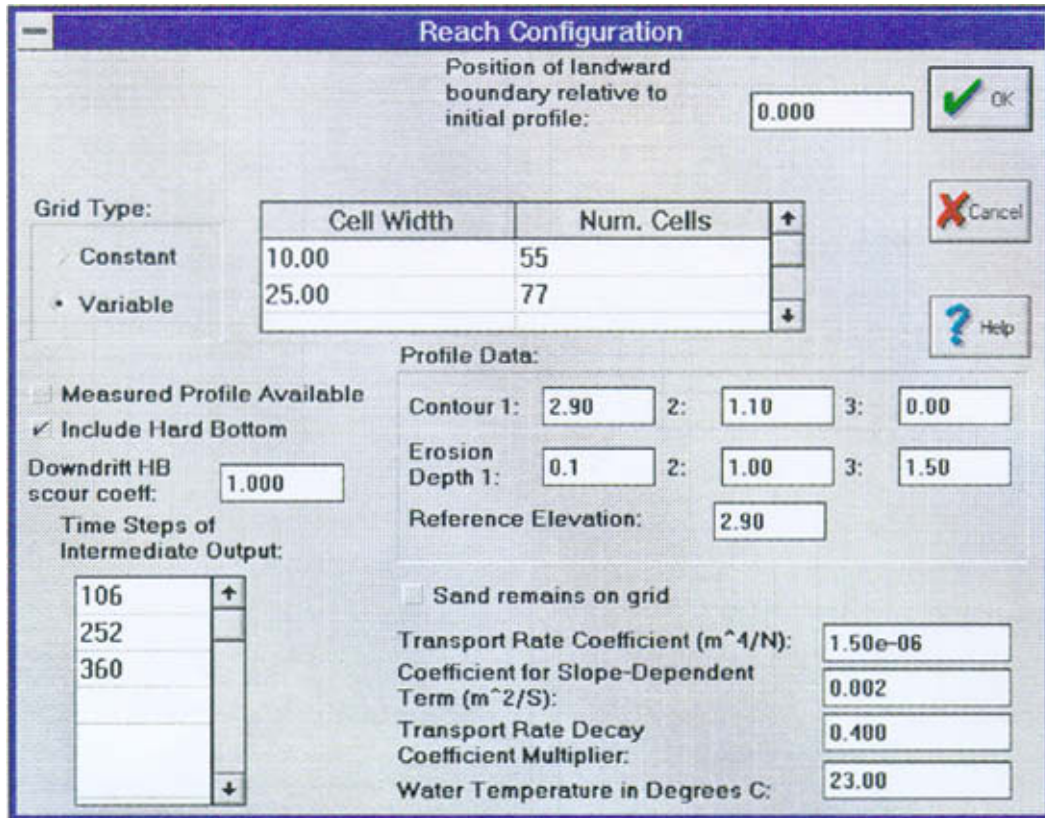 Reach Configuration
Position of landward
boundary relative to
initial profile:
0.000
OK
Cancel
Help
Grid Type:
Constant
Variable
Cell Width Num. Cells
10.00 55
25.00 77
Measured Profile Available
Include Hard Bottom
Downdrift HB
scour coeff:
1.000
Time Steps of
Intermediate Output:
106
252
360
Profile Data:
Contour 1: 2.90 2: 1.10 3: 0.00
Erosion
Depth 1: 0.1 2: 1.00 3: 1.50
Reference Elevation: 2.90
Sand remains on grid
Transport Rate Coefficient (m^4/N): 1.50e-06
Coefficient for Slope-Dependent
Term (m^2/S): 0.002
Transport Rate Decay
Coefficient Multiplier: 0.400
Water Temperature in Degrees C: 23.00